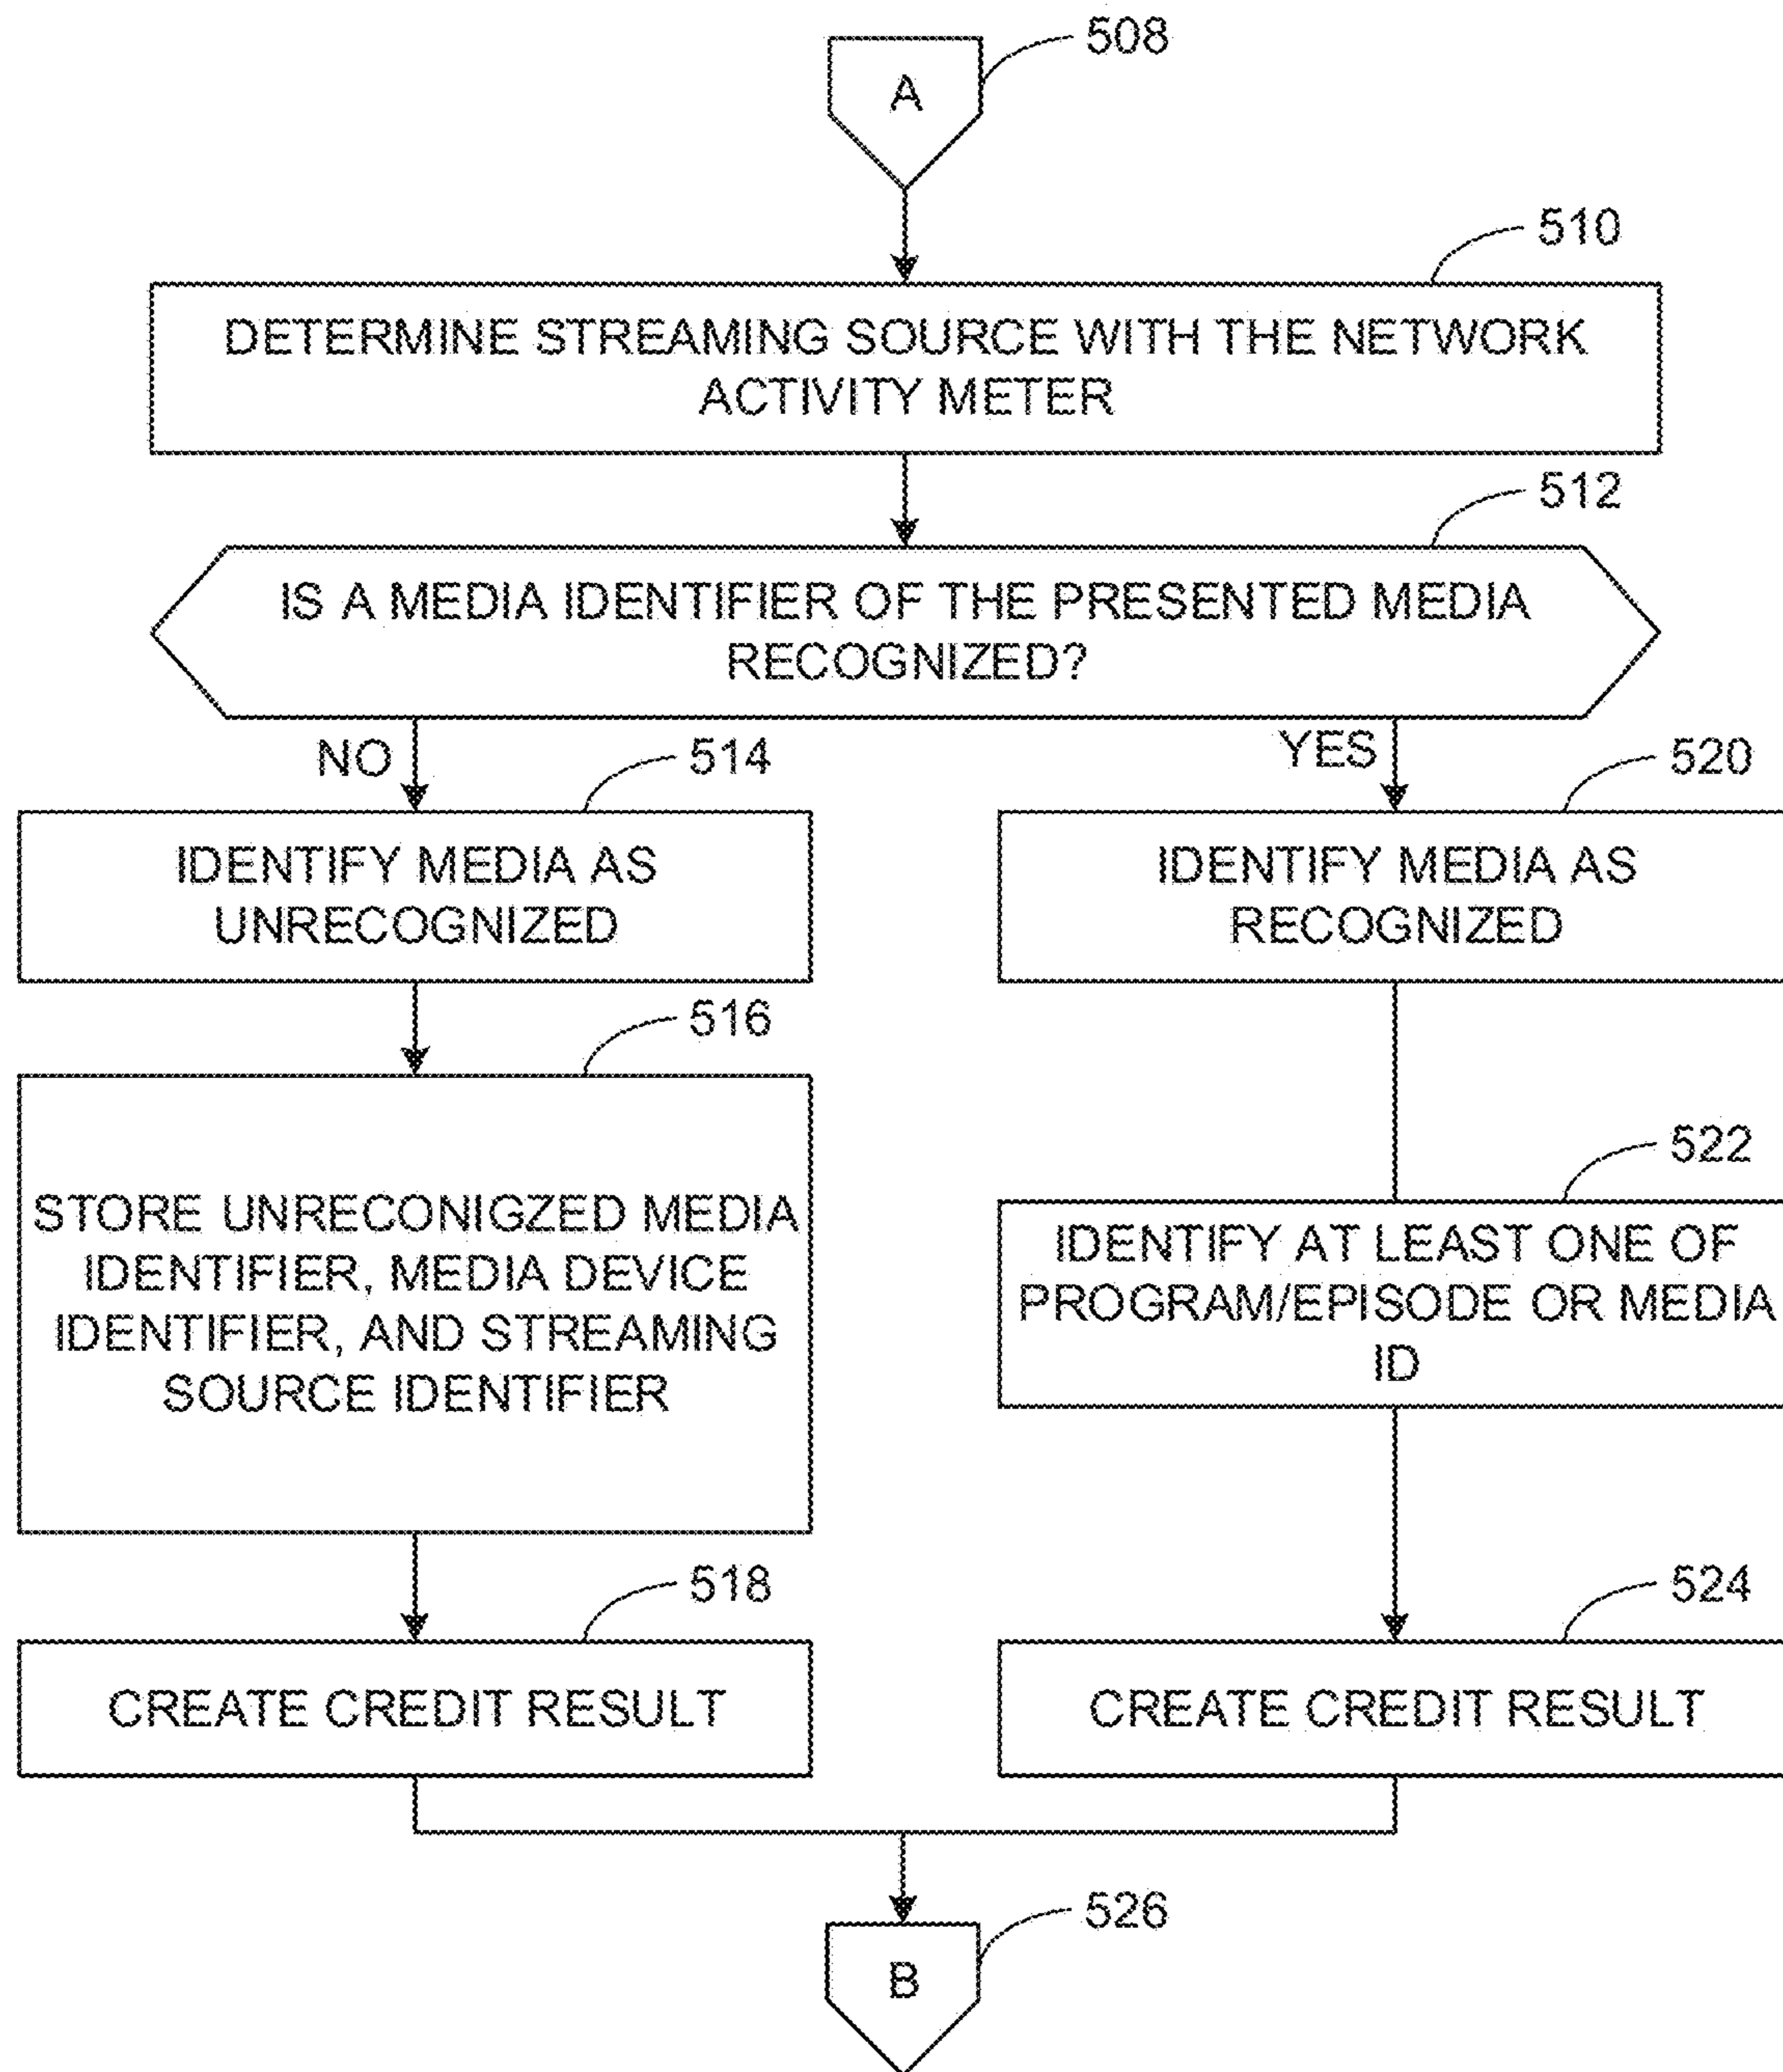 A
508
510
DETERMINE STREAMING SOURCE WITH THE NETWORK
ACTIVITY METER
512
IS A MEDIA IDENTIFIER OF THE PRESENTED MEDIA
RECOGNIZED?
NO
514
IDENTIFY MEDIA AS
UNRECOGNIZED
516
STORE UNRECONIGZED MEDIA
IDENTIFIER, MEDIA DEVICE
IDENTIFIER, AND STREAMING
SOURCE IDENTIFIER
518
CREATE CREDIT RESULT
YES
520
IDENTIFY MEDIA AS
RECOGNIZED
522
IDENTIFY AT LEAST ONE OF
PROGRAM/EPISODE OR MEDIA
ID
524
CREATE CREDIT RESULT
526
B